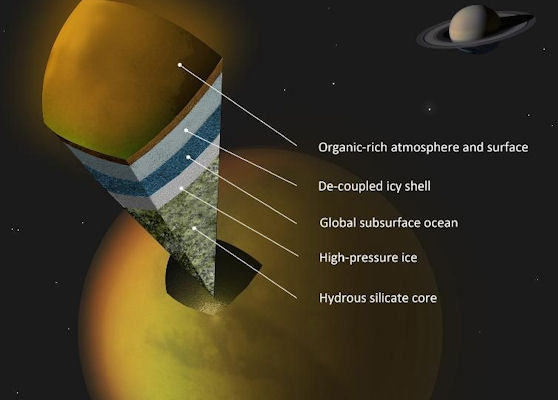 Organic-rich atmosphere and surface
De-coupled icy shell
Global subsurface ocean
High-pressure ice
Hydrous silicate core